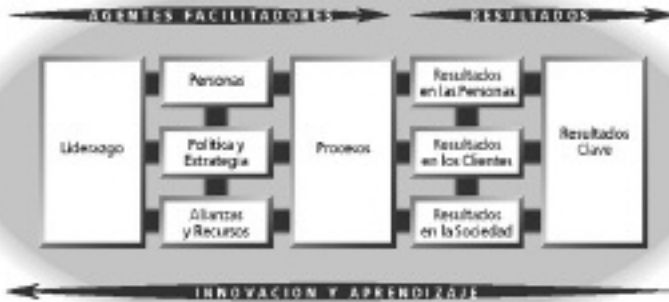 AGENTES FACILITADORES
RESULTADOS
Liderazgo
Personas
Política y
Estrategia
Alianzas
y Recursos
Procesos
Resultados
en las Personas
Resultados
en los Clientes
Resultados
en la Sociedad
Resultados
Clave
INNOVACION Y APRENDIZAJE